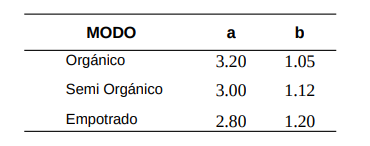 MODO a b
Orgánico 3.20 1.05
Semi Orgánico 3.00 1.12
Empotrado 2.80 1.20